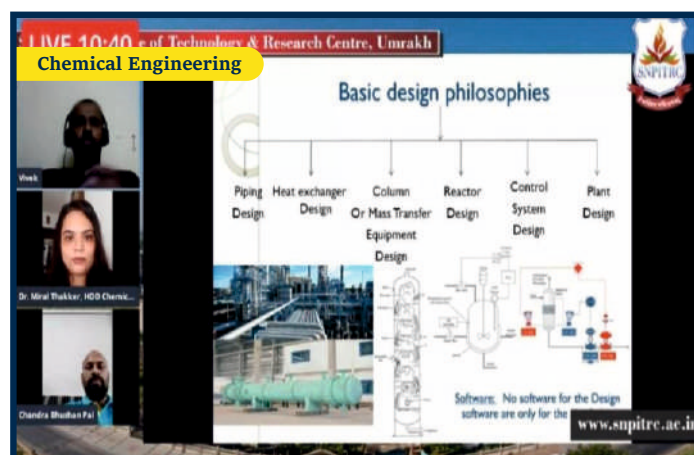 LIVE 10:40
e of Technology & Research Centre, Umrakh
Chemical Engineering
SNPITRC
Basic design philosophies
Piping
Design
Heat exchanger
Design
Column
Or Mass Transfer
Equipment
Design
Reactor
Design
Control
System
Design
Plant
Design
Vivek
Dr. Miral Thakker, HOD Chemic...
Chandra Bhushan Pal
Software: No software for the Design
software are only for the
www.snpitrc.ac.in